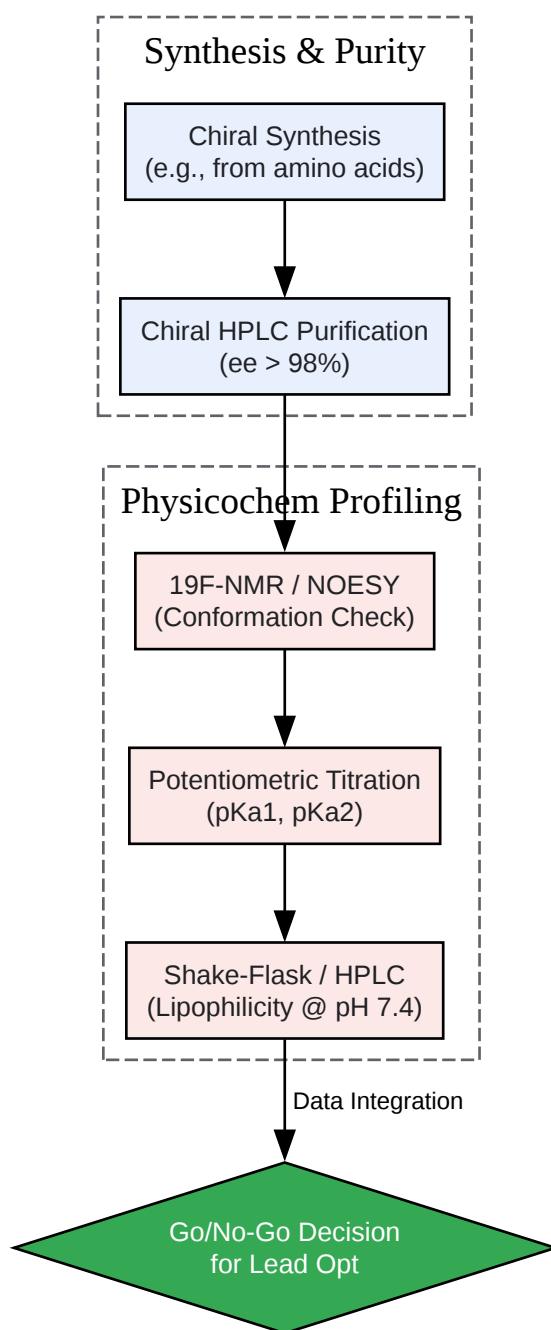 Synthesis & Purity
Chiral Synthesis
(e.g., from amino acids)
Chiral HPLC Purification
(ee > 98%)
Physicochem Profiling
19F-NMR / NOESY
(Conformation Check)
Potentiometric Titration
(pKa1, pKa2)
Shake-Flask / HPLC
(Lipophilicity @ pH 7.4)
Data Integration
Go/No-Go Decision
for Lead Opt